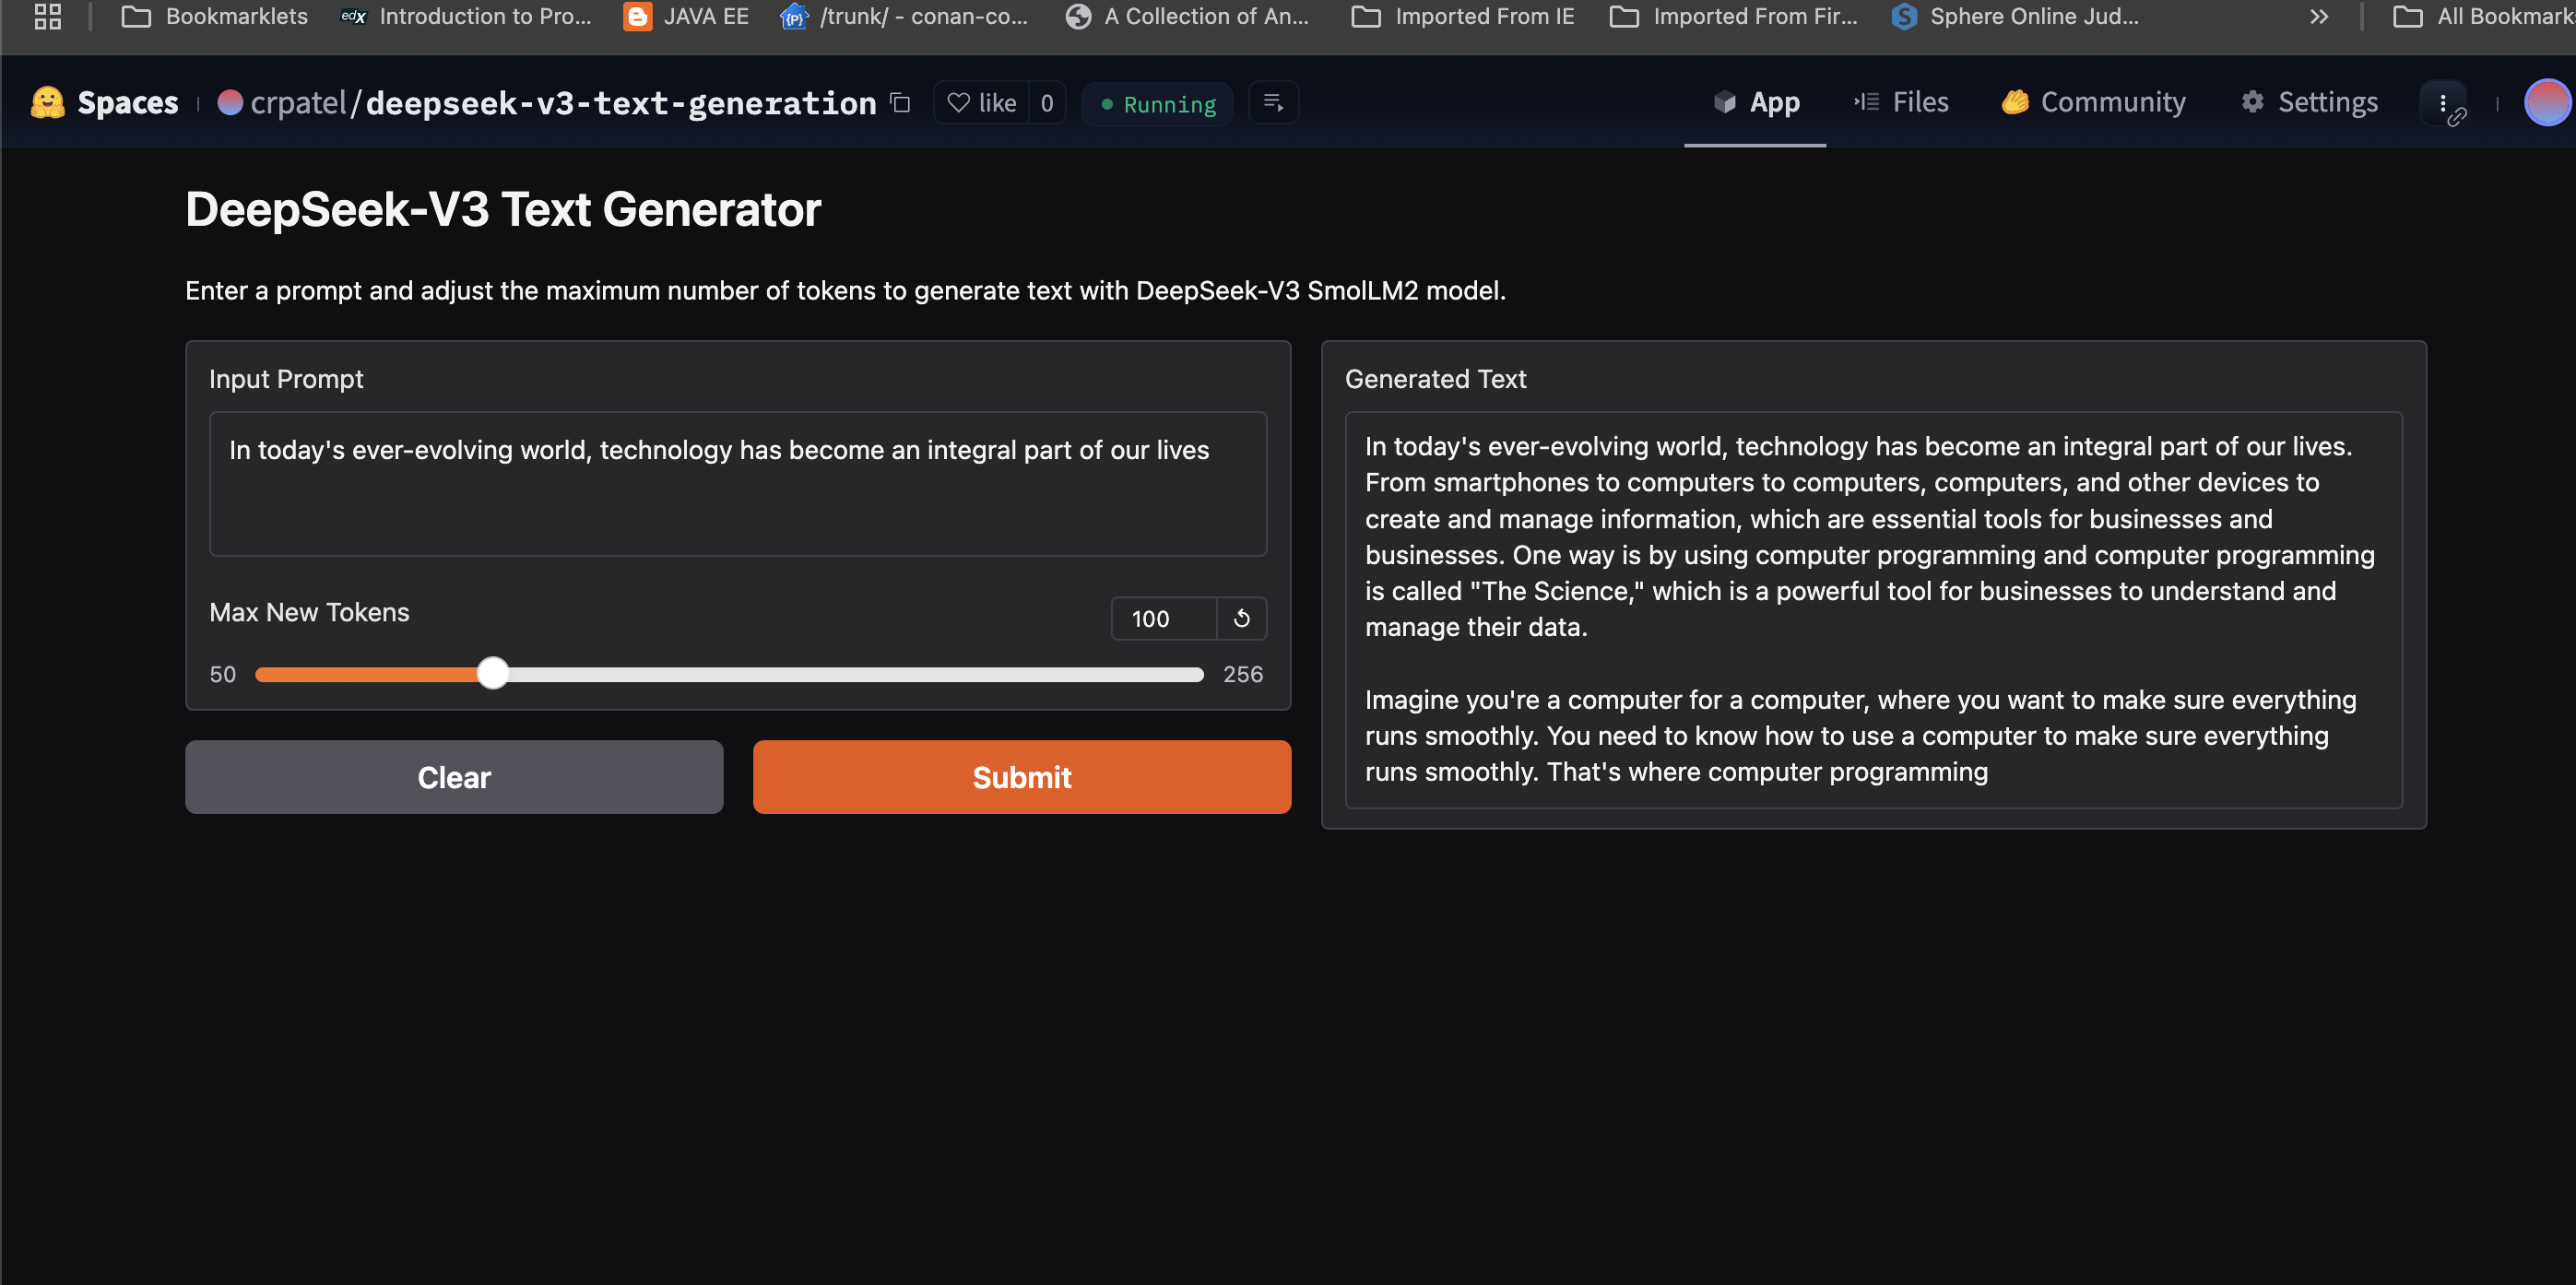 Bookmarklets edX Introduction to Pro... JAVA EE {P} /trunk/ - conan-co... A Collection of An... Imported From IE Imported From Fir... Sphere Online Jud... All Bookmark
Spaces crpatel/deepseek-v3-text-generation like 0 Running App Files Community Settings
DeepSeek-V3 Text Generator
Enter a prompt and adjust the maximum number of tokens to generate text with DeepSeek-V3 SmolLM2 model.
Input Prompt
In today's ever-evolving world, technology has become an integral part of our lives
Max New Tokens
100
50 256
Clear Submit
Generated Text
In today's ever-evolving world, technology has become an integral part of our lives.
From smartphones to computers to computers, computers, and other devices to
create and manage information, which are essential tools for businesses and
businesses. One way is by using computer programming and computer programming
is called "The Science," which is a powerful tool for businesses to understand and
manage their data.
Imagine you're a computer for a computer, where you want to make sure everything
runs smoothly. You need to know how to use a computer to make sure everything
runs smoothly. That's where computer programming